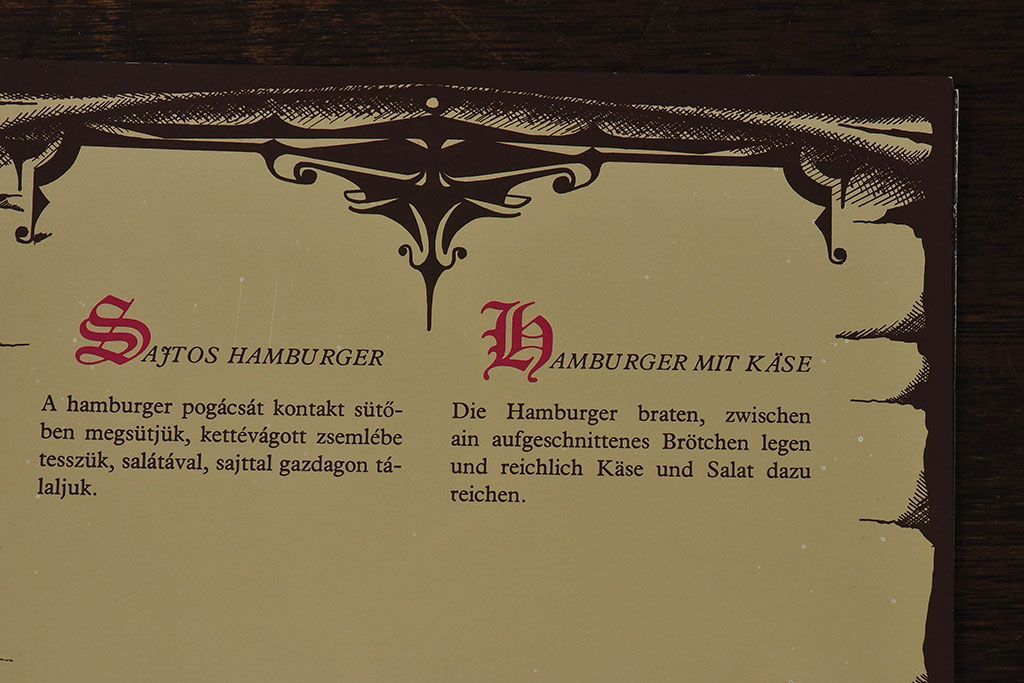 SAJTOS HAMBURGER
A hamburger pogácsát kontakt sütő-
ben megsütjük, kettévágott zsemlébe
tesszük, salátával, sajttal gazdagon tá-
laljuk.
HAMBURGER MIT KÄSE
Die Hamburger braten, zwischen
ain aufgeschnittenes Brötchen legen
und reichlich Käse und Salat dazu
reichen.